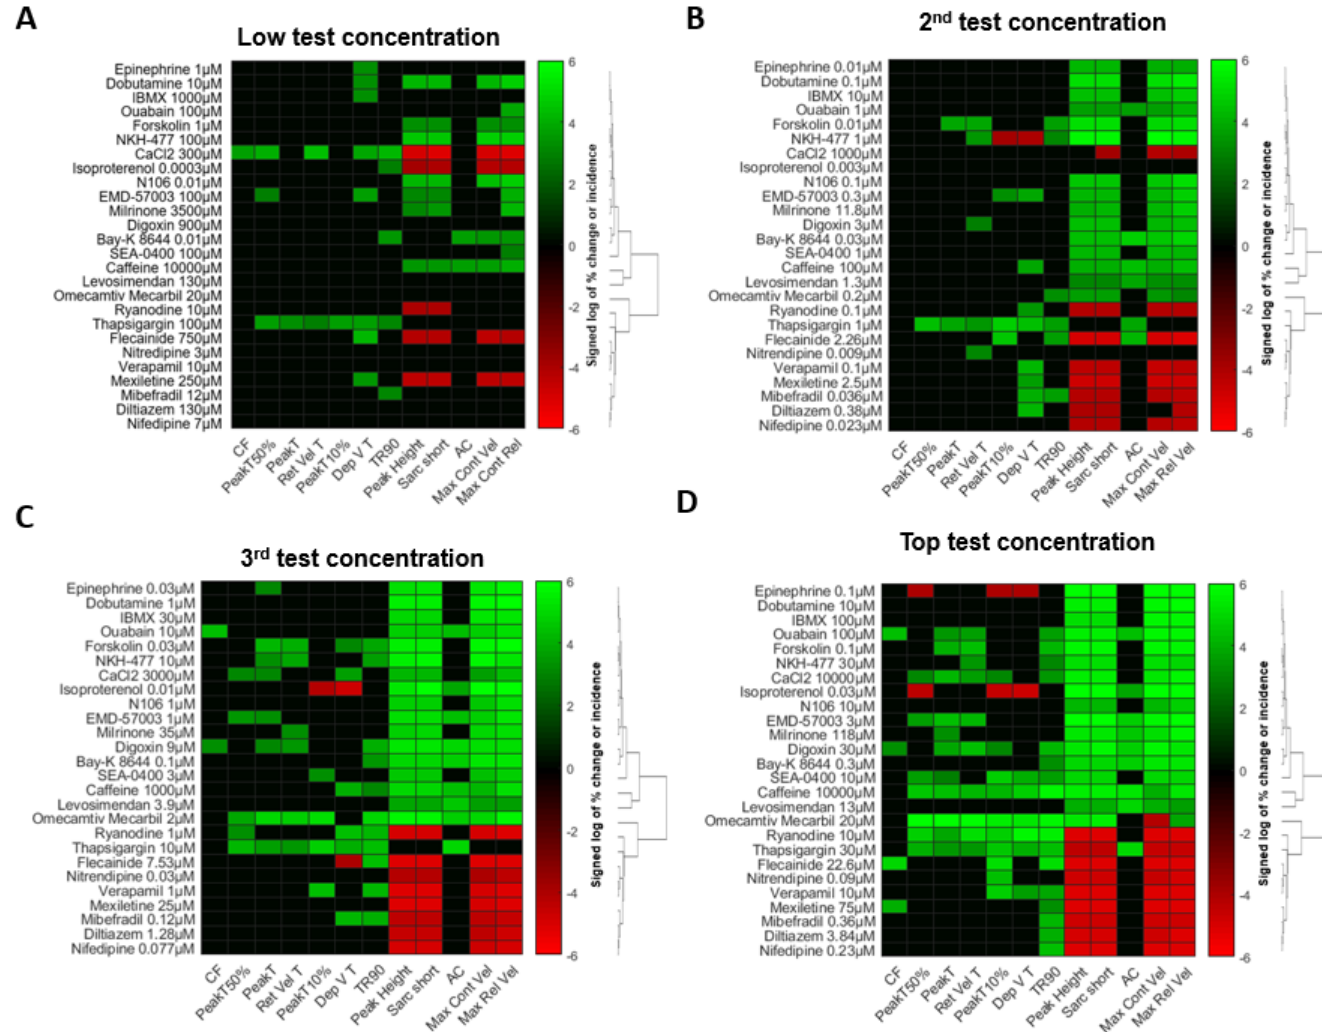 A
Low test concentration
Epinephrine 1µM
Dobutamine 10µM
IBMX 1000µM
Ouabain 100µM
Forskolin 1µM
NKH-477 100µM
CaCl2 300µM
Isoproterenol 0.0003µM
N106 0.01µM
EMD-57003 100µM
Milrinone 3500µM
Digoxin 900µM
Bay-K 8644 0.01µM
SEA-0400 100µM
Caffeine 10000µM
Levosimendan 130µM
Omecamtiv Mecarbil 20µM
Ryanodine 10µM
Thapsigargin 100µM
Flecainide 750µM
Nitredipine 3µM
Verapamil 10µM
Mexiletine 250µM
Mibefradil 12µM
Diltiazem 130µM
Nifedipine 7µM
CF
PeakT50%
PeakT
Ret Vel T
PeakT10%
Dep V T
TR90
Peak Height
Sarc short
AC
Max Cont Vel
Max Cont Rel
6
4
2
0
-2
-4
-6
Signed log of % change or incidence
B
2nd test concentration
Epinephrine 0.01µM
Dobutamine 0.1µM
IBMX 10µM
Ouabain 1µM
Forskolin 0.01µM
NKH-477 1µM
CaCl2 1000µM
Isoproterenol 0.003µM
N106 0.1µM
EMD-57003 0.3µM
Milrinone 11.8µM
Digoxin 3µM
Bay-K 8644 0.03µM
SEA-0400 1µM
Caffeine 100µM
Levosimendan 1.3µM
Omecamtiv Mecarbil 0.2µM
Ryanodine 0.1µM
Thapsigargin 1µM
Flecainide 2.26µM
Nitrendipine 0.009µM
Verapamil 0.1µM
Mexiletine 2.5µM
Mibefradil 0.036µM
Diltiazem 0.38µM
Nifedipine 0.023µM
CF
PeakT50%
PeakT
Ret Vel T
PeakT10%
Dep V T
TR90
Peak Height
Sarc short
AC
Max Cont Vel
Max Rel Vel
6
4
2
0
-2
-4
-6
Signed log of % change or incidence
C
3rd test concentration
Epinephrine 0.03µM
Dobutamine 1µM
IBMX 30µM
Ouabain 10µM
Forskolin 0.03µM
NKH-477 10µM
CaCl2 3000µM
Isoproterenol 0.01µM
N106 1µM
EMD-57003 1µM
Milrinone 35µM
Digoxin 9µM
Bay-K 8644 0.1µM
SEA-0400 3µM
Caffeine 1000µM
Levosimendan 3.9µM
Omecamtiv Mecarbil 2µM
Ryanodine 1µM
Thapsigargin 10µM
Flecainide 7.53µM
Nitrendipine 0.03µM
Verapamil 1µM
Mexiletine 25µM
Mibefradil 0.12µM
Diltiazem 1.28µM
Nifedipine 0.077µM
CF
PeakT50%
PeakT
Ret Vel T
PeakT10%
Dep V T
TR90
Peak Height
Sarc short
AC
Max Cont Vel
Max Rel Vel
6
4
2
0
-2
-4
-6
Signed log of % change or incidence
D
Top test concentration
Epinephrine 0.1µM
Dobutamine 10µM
IBMX 100µM
Ouabain 100µM
Forskolin 0.1µM
NKH-477 30µM
CaCl2 10000µM
Isoproterenol 0.03µM
N106 10µM
EMD-57003 3µM
Milrinone 118µM
Digoxin 30µM
Bay-K 8644 0.3µM
SEA-0400 10µM
Caffeine 10000µM
Levosimendan 13µM
Omecamtiv Mecarbil 20µM
Ryanodine 10µM
Thapsigargin 30µM
Flecainide 22.6µM
Nitrendipine 0.09µM
Verapamil 10µM
Mexiletine 75µM
Mibefradil 0.36µM
Diltiazem 3.84µM
Nifedipine 0.23µM
CF
PeakT50%
PeakT
Ret Vel T
PeakT10%
Dep V T
TR90
Peak Height
Sarc short
AC
Max Cont Vel
Max Rel Vel
6
4
2
0
-2
-4
-6
Signed log of % change or incidence